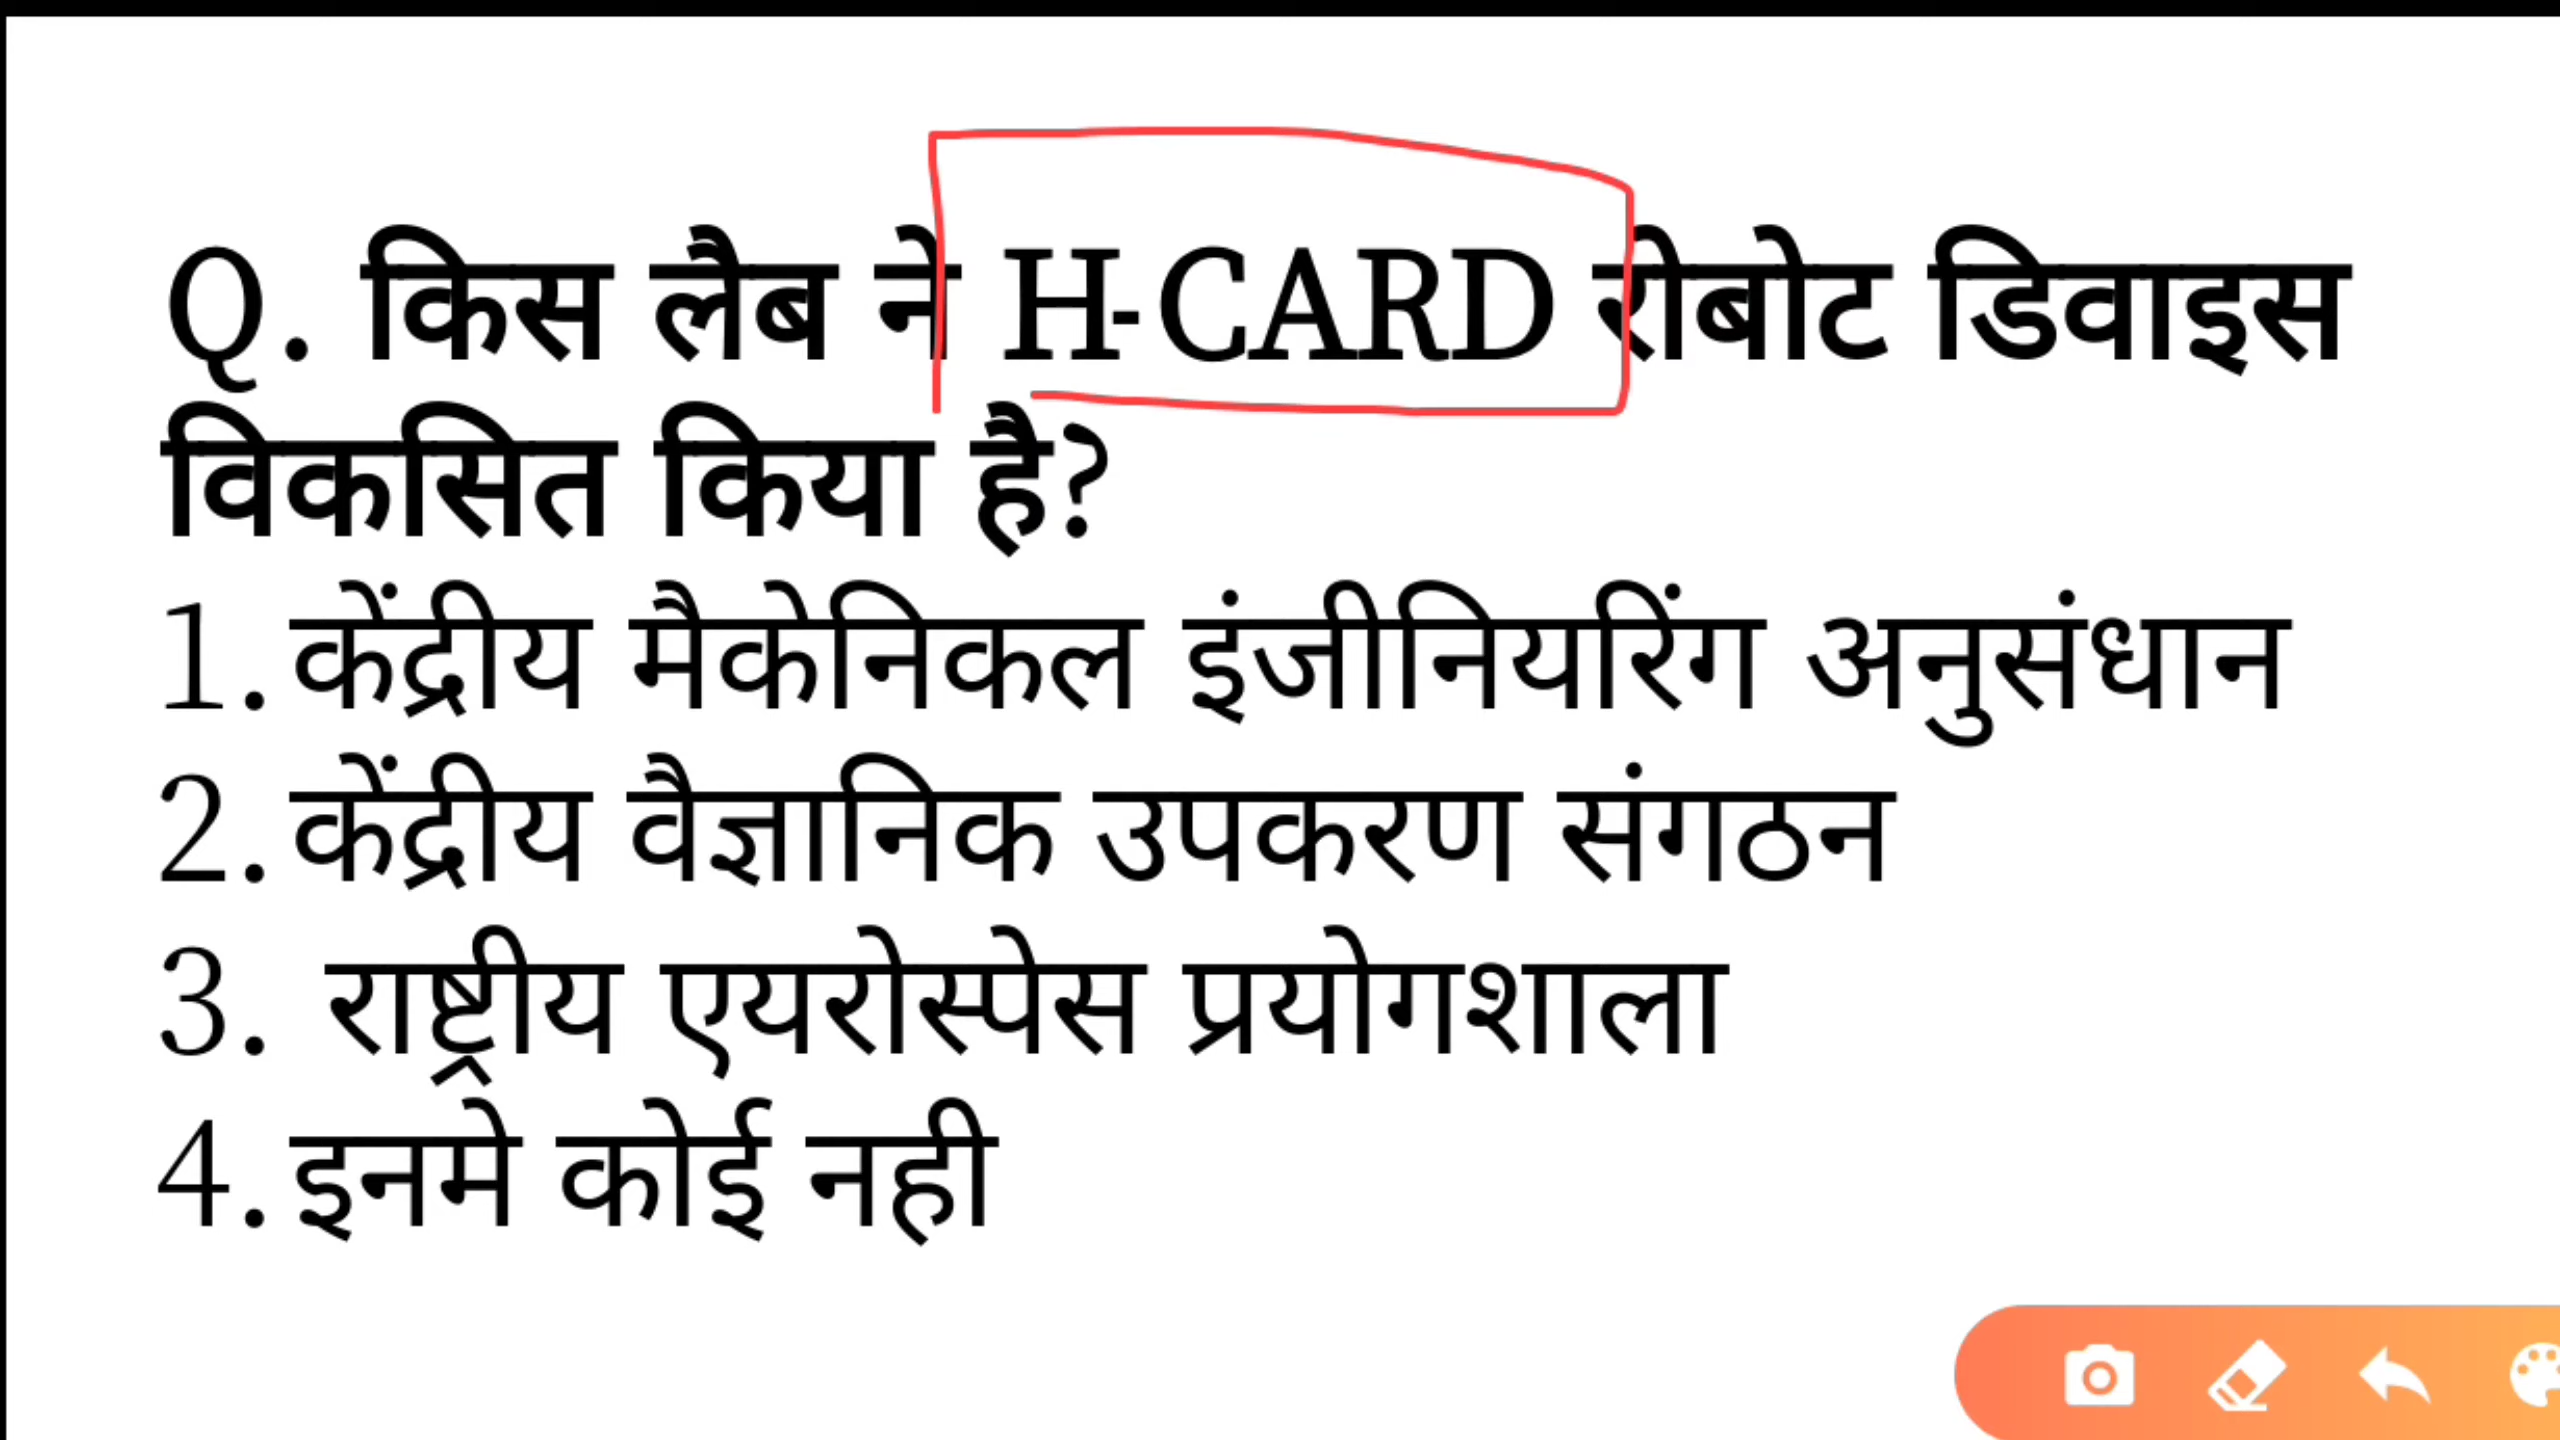 Q. किस लैब ने H-CARD रोबोट डिवाइस
विकसित किया है?
1. केंद्रीय मैकेनिकल इंजीनियरिंग अनुसंधान
2. केंद्रीय वैज्ञानिक उपकरण संगठन
3. राष्ट्रीय एयरोस्पेस प्रयोगशाला
4. इनमे कोई नही